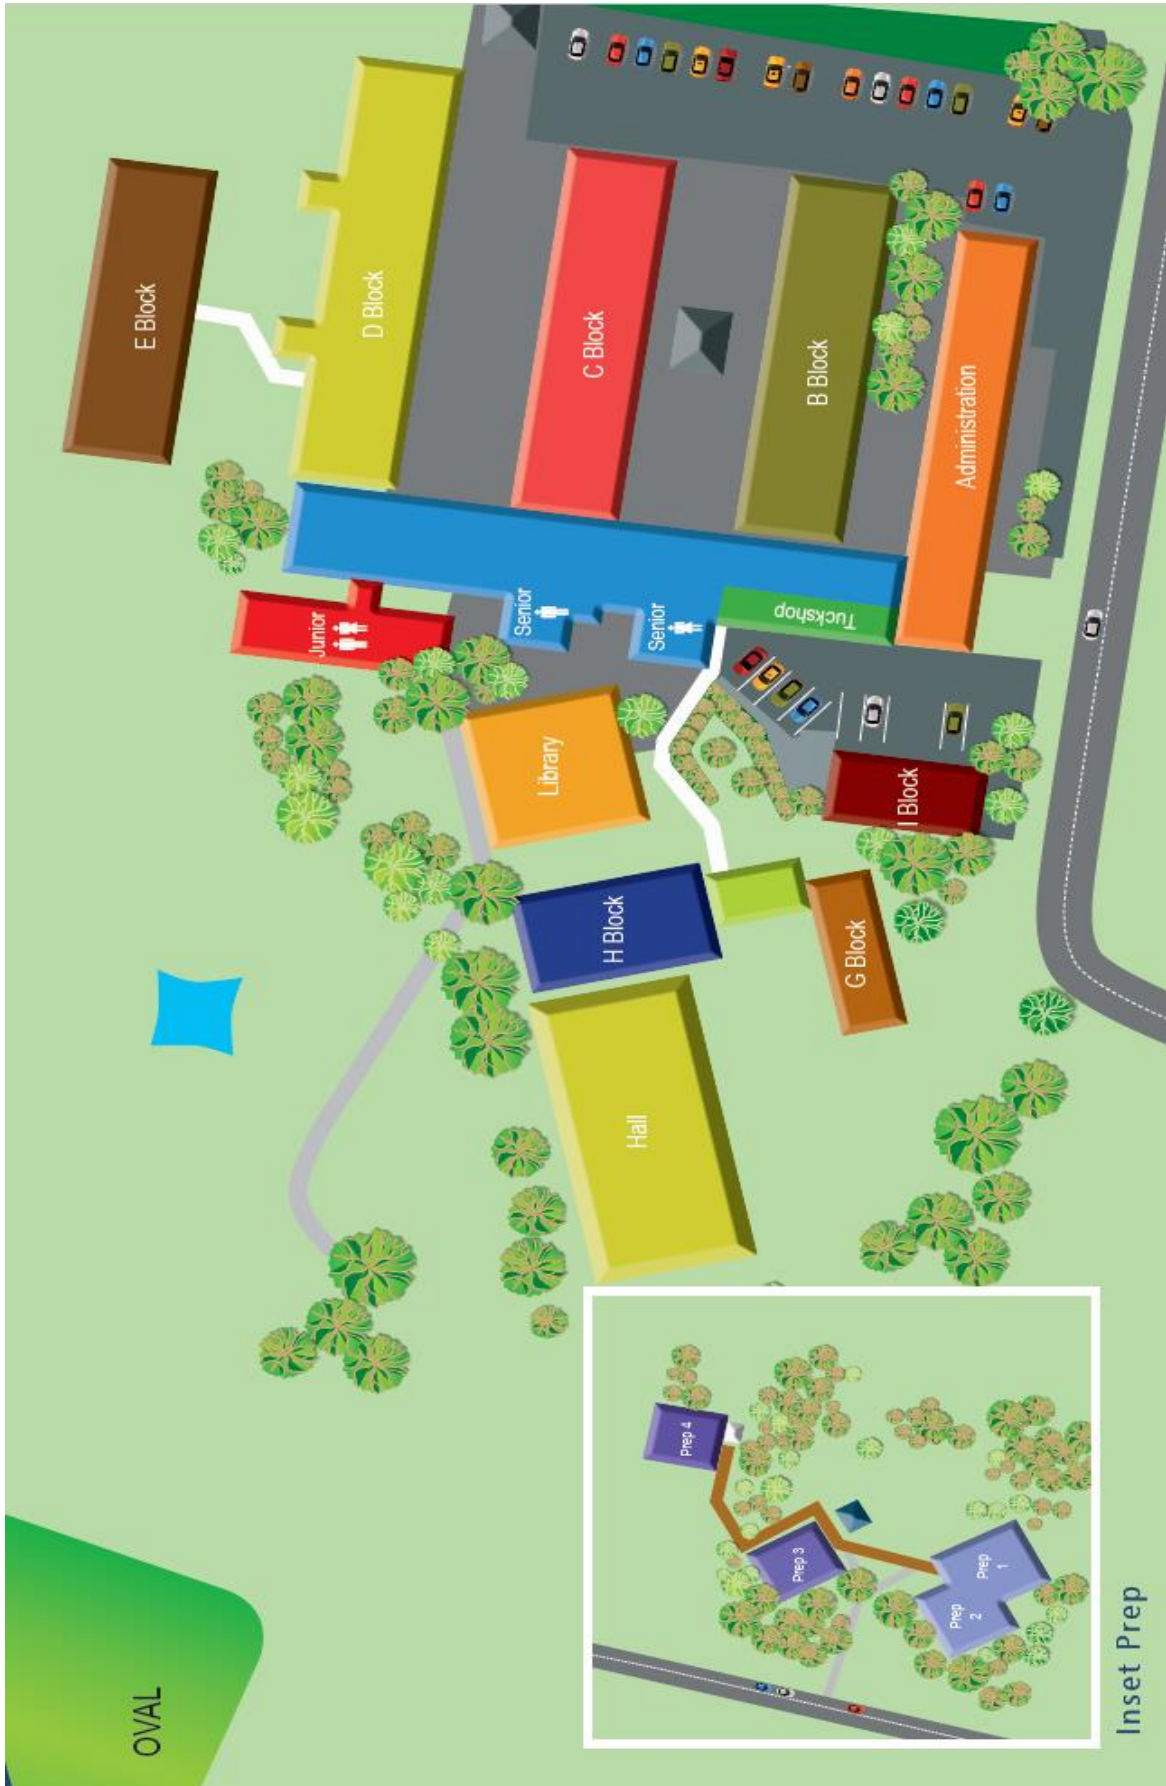 OVAL
E Block
D Block
C Block
B Block
Administration
Junior
Senior
Senior
Tuckshop
Library
I Block
H Block
G Block
Hall
Prep 4
Prep 3
Prep
2
Prep
1
Inset Prep